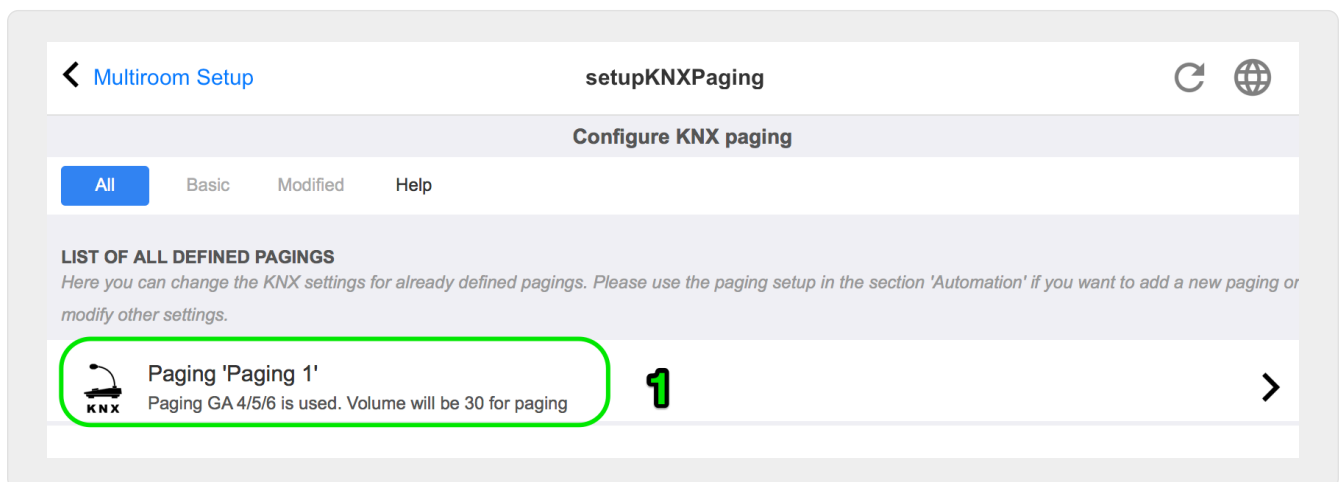 Multiroom Setup
setupKNXPaging
Configure KNX paging
All
Basic
Modified
Help
LIST OF ALL DEFINED PAGINGS
Here you can change the KNX settings for already defined pagings. Please use the paging setup in the section 'Automation' if you want to add a new paging or
modify other settings.
Paging 'Paging 1'
KNX
Paging GA 4/5/6 is used. Volume will be 30 for paging
1